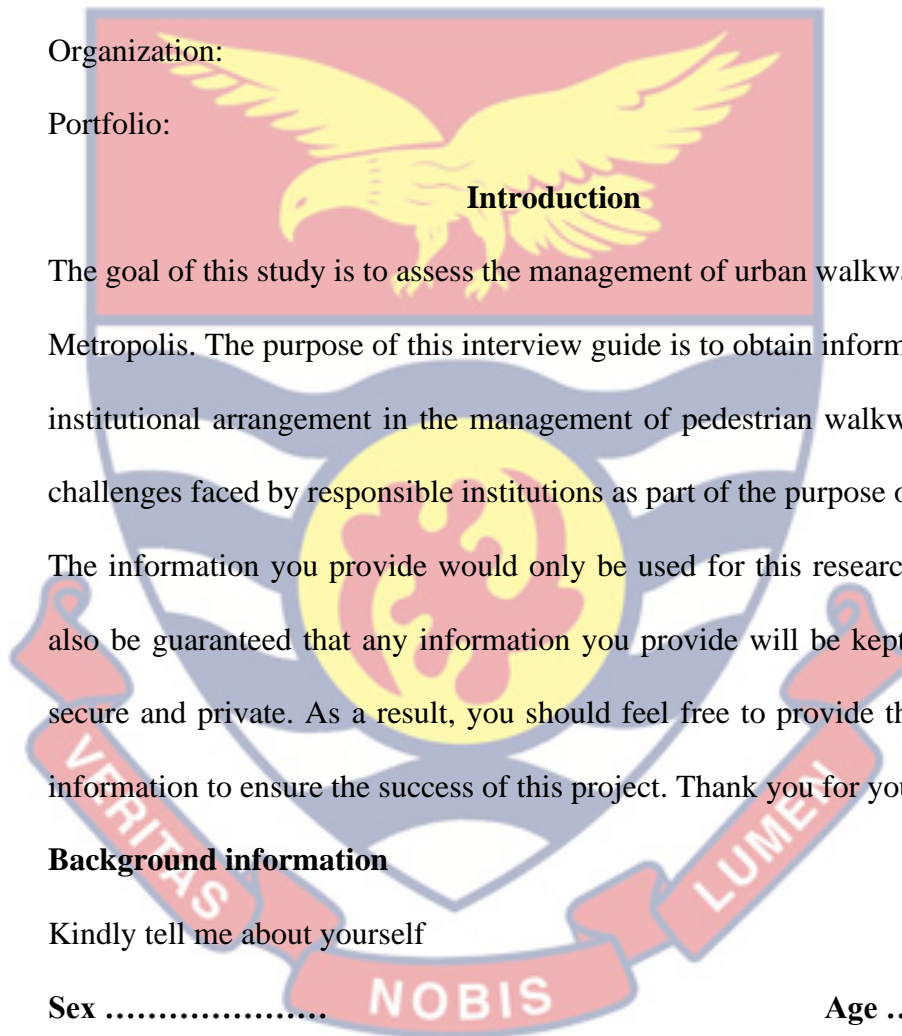 Organization:
Portfolio:
Introduction
The goal of this study is to assess the management of urban walkwa
Metropolis. The purpose of this interview guide is to obtain inform
institutional arrangement in the management of pedestrian walkw
challenges faced by responsible institutions as part of the purpose o
The information you provide would only be used for this research
also be guaranteed that any information you provide will be kept
secure and private. As a result, you should feel free to provide th
information to ensure the success of this project. Thank you for you
Background information
Kindly tell me about yourself
Sex ………………… Age …
VERITAS NOBIS LUMEN